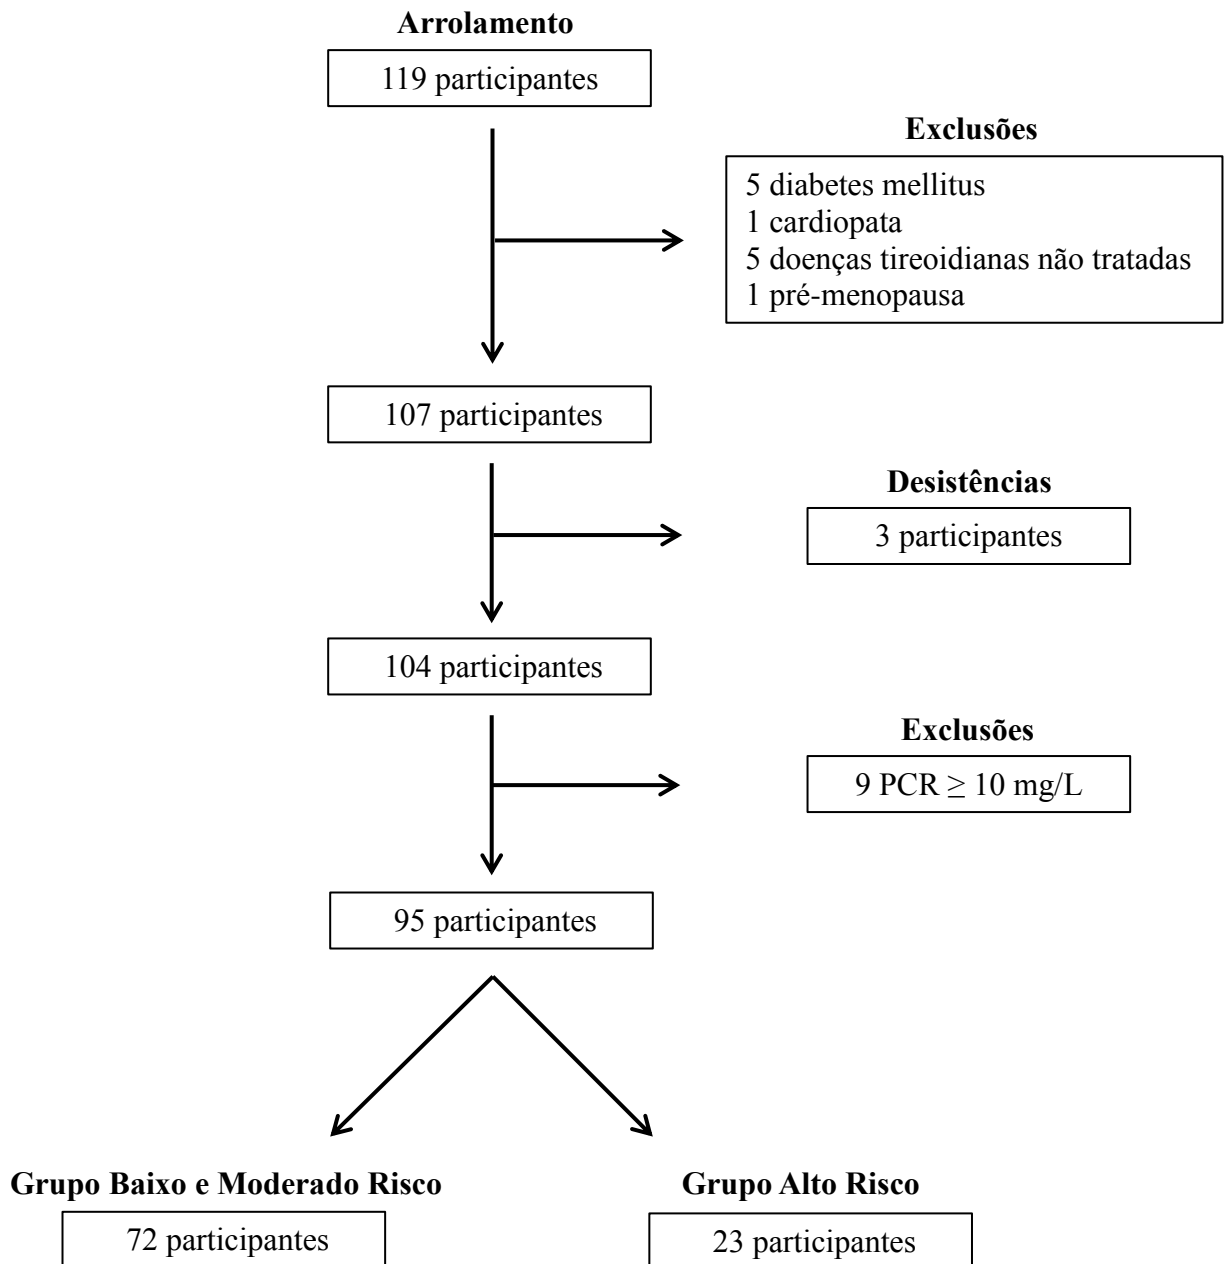 Arrolamento
119 participantes
Exclusões
5 diabetes mellitus
1 cardiopata
5 doenças tireoidianas não tratadas
1 pré-menopausa
107 participantes
Desistências
3 participantes
104 participantes
Exclusões
9 PCR ≥ 10 mg/L
95 participantes
Grupo Baixo e Moderado Risco
72 participantes
Grupo Alto Risco
23 participantes